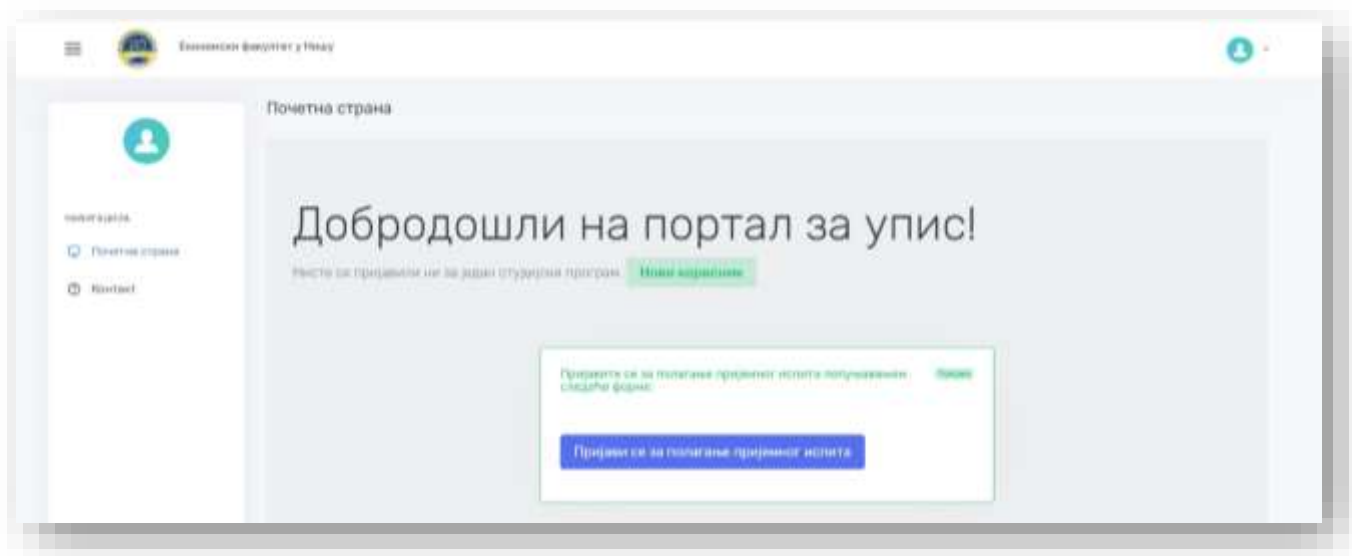 Економски факултет у Нишу
Почетна страна
НАВИГАЦИЈА
Почетна страна
Kontakt
Добродошли на портал за упис!
Нисте се пријавили ни за један студијски програм. Нови корисник
Пријавите се за полагање пријемног испита попуњавањем
следеће форме:
Пријави се за полагање пријемног испита